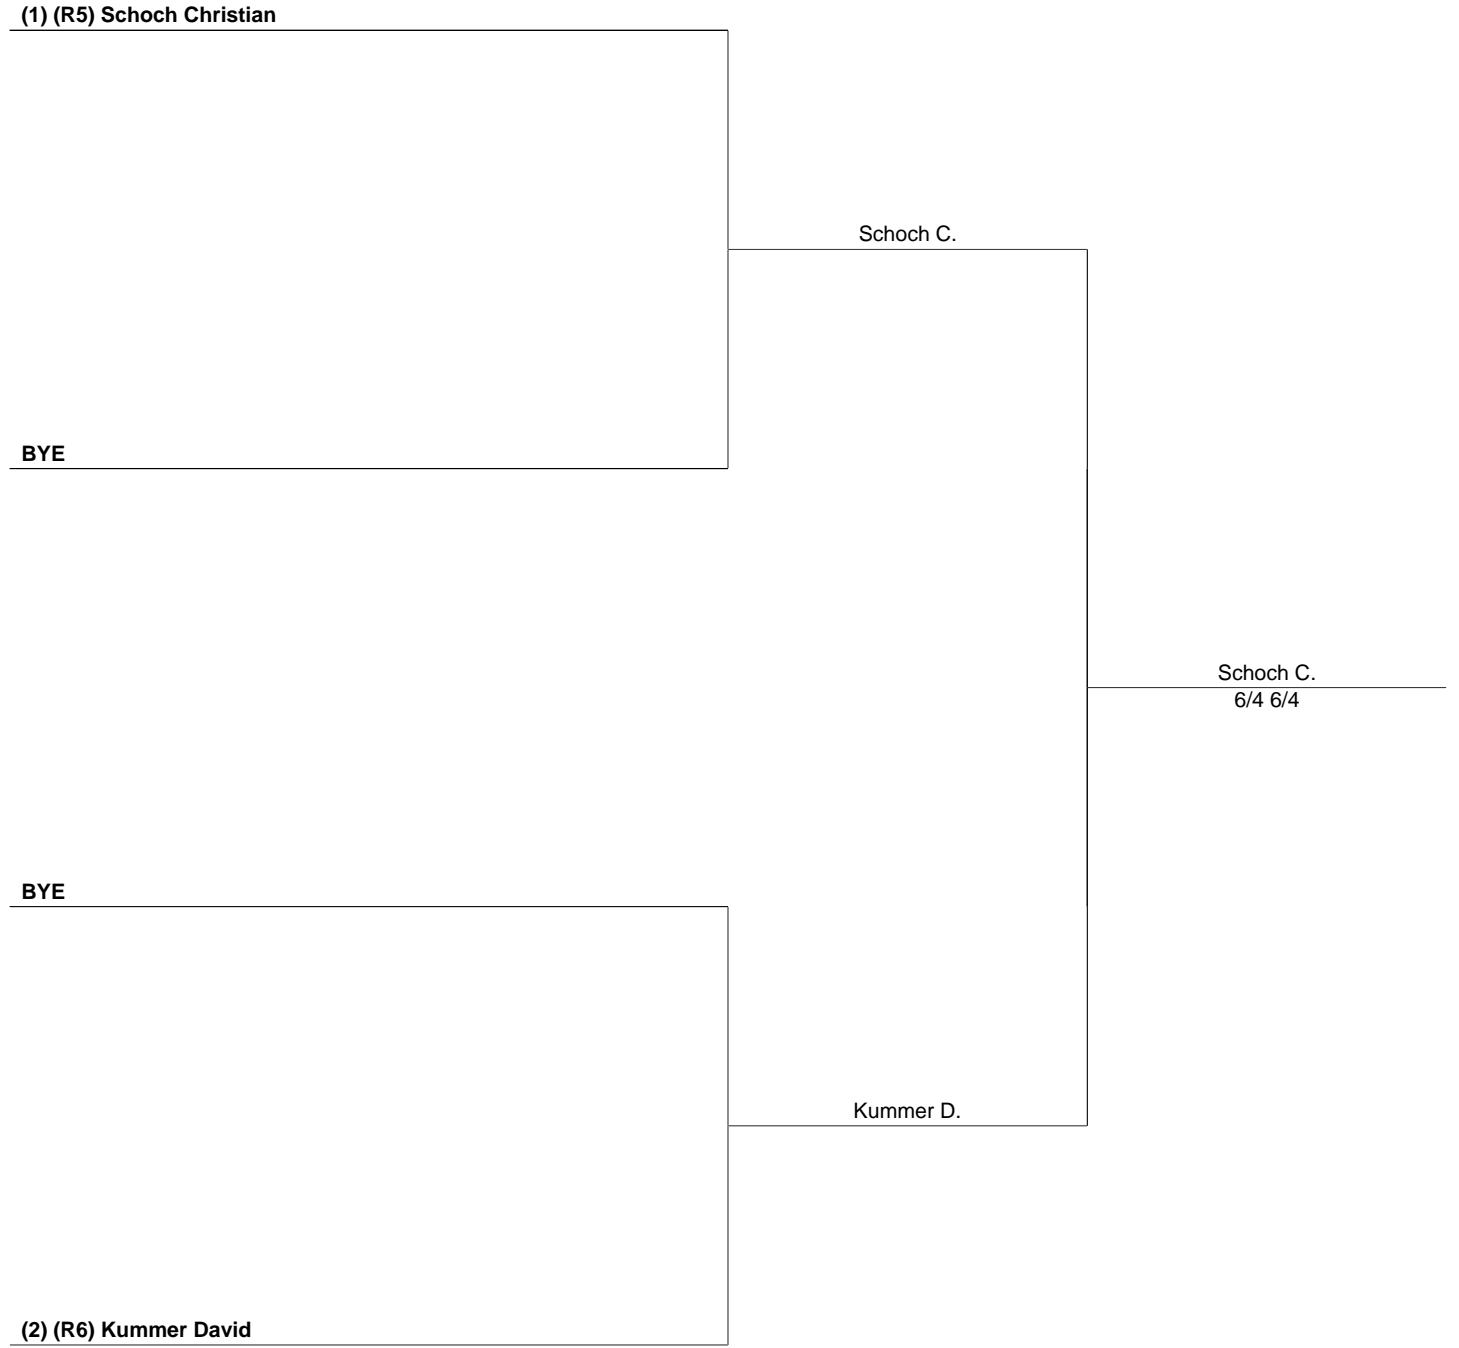 (1) (R5) Schoch Christian
Schoch C.
BYE
Schoch C.
6/4 6/4
BYE
Kummer D.
(2) (R6) Kummer David